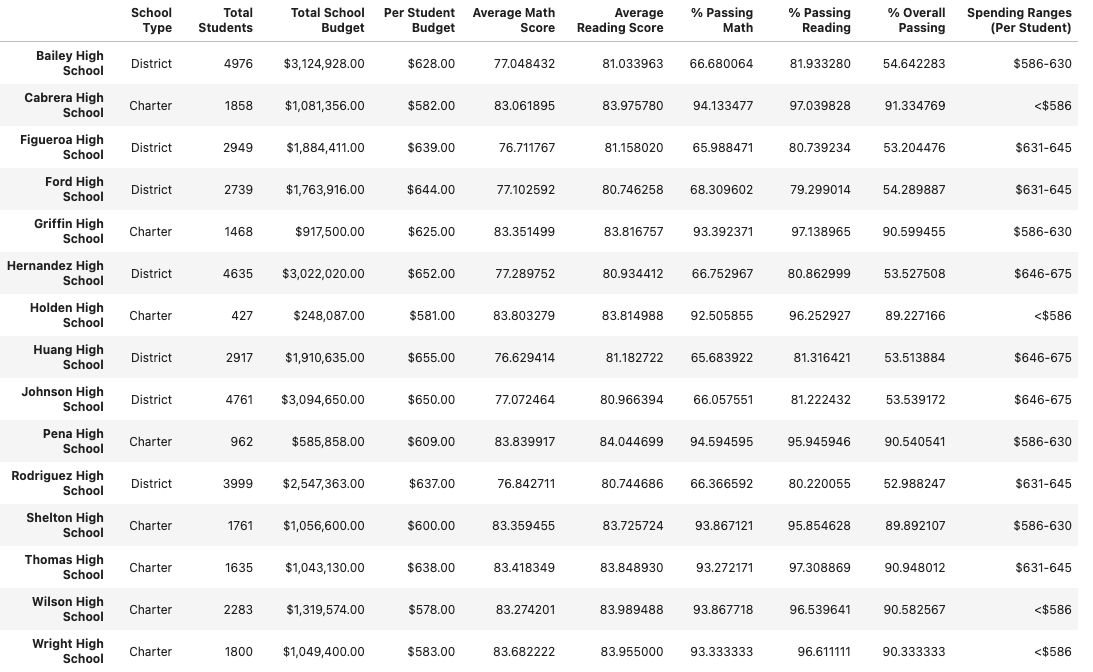 School Type Total Students Total School Budget Per Student Budget Average Math Score Average Reading Score % Passing Math % Passing Reading % Overall Passing Spending Ranges (Per Student)
Bailey High School District 4976 $3,124,928.00 $628.00 77.048432 81.033963 66.680064 81.933280 54.642283 $586-630
Cabrera High School Charter 1858 $1,081,356.00 $582.00 83.061895 83.975780 94.133477 97.039828 91.334769 <$586
Figueroa High School District 2949 $1,884,411.00 $639.00 76.711767 81.158020 65.988471 80.739234 53.204476 $631-645
Ford High School District 2739 $1,763,916.00 $644.00 77.102592 80.746258 68.309602 79.299014 54.289887 $631-645
Griffin High School Charter 1468 $917,500.00 $625.00 83.351499 83.816757 93.392371 97.138965 90.599455 $586-630
Hernandez High School District 4635 $3,022,020.00 $652.00 77.289752 80.934412 66.752967 80.862999 53.527508 $646-675
Holden High School Charter 427 $248,087.00 $581.00 83.803279 83.814988 92.505855 96.252927 89.227166 <$586
Huang High School District 2917 $1,910,635.00 $655.00 76.629414 81.182722 65.683922 81.316421 53.513884 $646-675
Johnson High School District 4761 $3,094,650.00 $650.00 77.072464 80.966394 66.057551 81.222432 53.539172 $646-675
Pena High School Charter 962 $585,858.00 $609.00 83.839917 84.044699 94.594595 95.945946 90.540541 $586-630
Rodriguez High School District 3999 $2,547,363.00 $637.00 76.842711 80.744686 66.366592 80.220055 52.988247 $631-645
Shelton High School Charter 1761 $1,056,600.00 $600.00 83.359455 83.725724 93.867121 95.854628 89.892107 $586-630
Thomas High School Charter 1635 $1,043,130.00 $638.00 83.418349 83.848930 93.272171 97.308869 90.948012 $631-645
Wilson High School Charter 2283 $1,319,574.00 $578.00 83.274201 83.989488 93.867718 96.539641 90.582567 <$586
Wright High School Charter 1800 $1,049,400.00 $583.00 83.682222 83.955000 93.333333 96.611111 90.333333 <$586